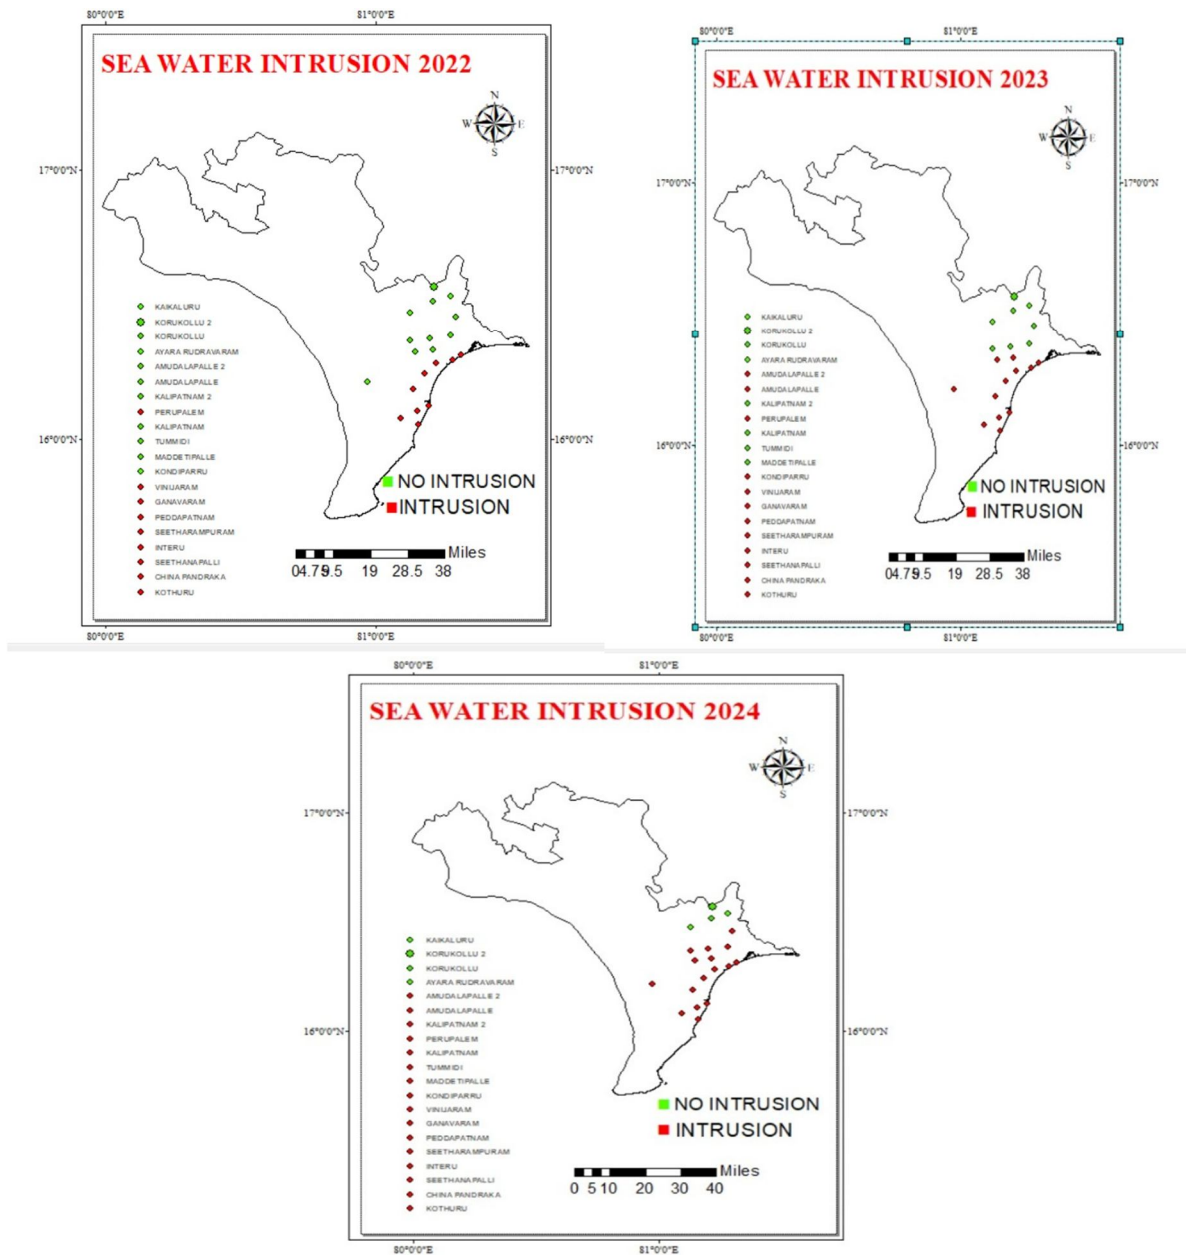 80°0'0"E 81°0'0"E
SEA WATER INTRUSION 2022
N
W E
S
17°0'0"N 17°0'0"N
KAIKALURU
KORUKOLLU 2
KORUKOLLU
AYARA RUDRAVARAM
AMUDALAPALLE 2
AMUDALAPALLE
KALIPATNAM 2
PERUPALEM
KALIPATNAM
TUMMIDI
MADDETIPALLE
KONDIPARRU
VINJARAM
GANAVARAM
PEDDAPATNAM
SEETHARAMPURAM
INTERU
SEETHANAPALLI
CHINA PANDRAKA
KOTHURU
16°0'0"N 16°0'0"N
NO INTRUSION
INTRUSION
Miles
04.759.5 19 28.5 38
80°0'0"E 81°0'0"E
80°0'0"E 81°0'0"E
SEA WATER INTRUSION 2023
N
W E
S
17°0'0"N 17°0'0"N
KAIKALURU
KORUKOLLU 2
KORUKOLLU
AYARA RUDRAVARAM
AMUDALAPALLE 2
AMUDALAPALLE
KALIPATNAM 2
PERUPALEM
KALIPATNAM
TUMMIDI
MADDETIPALLE
KONDIPARRU
VINJARAM
GANAVARAM
PEDDAPATNAM
SEETHARAMPURAM
INTERU
SEETHANAPALLI
CHINA PANDRAKA
KOTHURU
16°0'0"N 16°0'0"N
NO INTRUSION
INTRUSION
Miles
04.759.5 19 28.5 38
80°0'0"E 81°0'0"E
80°0'0"E 81°0'0"E
SEA WATER INTRUSION 2024
N
W E
S
17°0'0"N 17°0'0"N
KAIKALURU
KORUKOLLU 2
KORUKOLLU
AYARA RUDRAVARAM
AMUDALAPALLE 2
AMUDALAPALLE
KALIPATNAM 2
PERUPALEM
KALIPATNAM
TUMMIDI
MADDETIPALLE
KONDIPARRU
VINJARAM
GANAVARAM
PEDDAPATNAM
SEETHARAMPURAM
INTERU
SEETHANAPALLI
CHINA PANDRAKA
KOTHURU
16°0'0"N 16°0'0"N
NO INTRUSION
INTRUSION
Miles
0 5 10 20 30 40
80°0'0"E 81°0'0"E